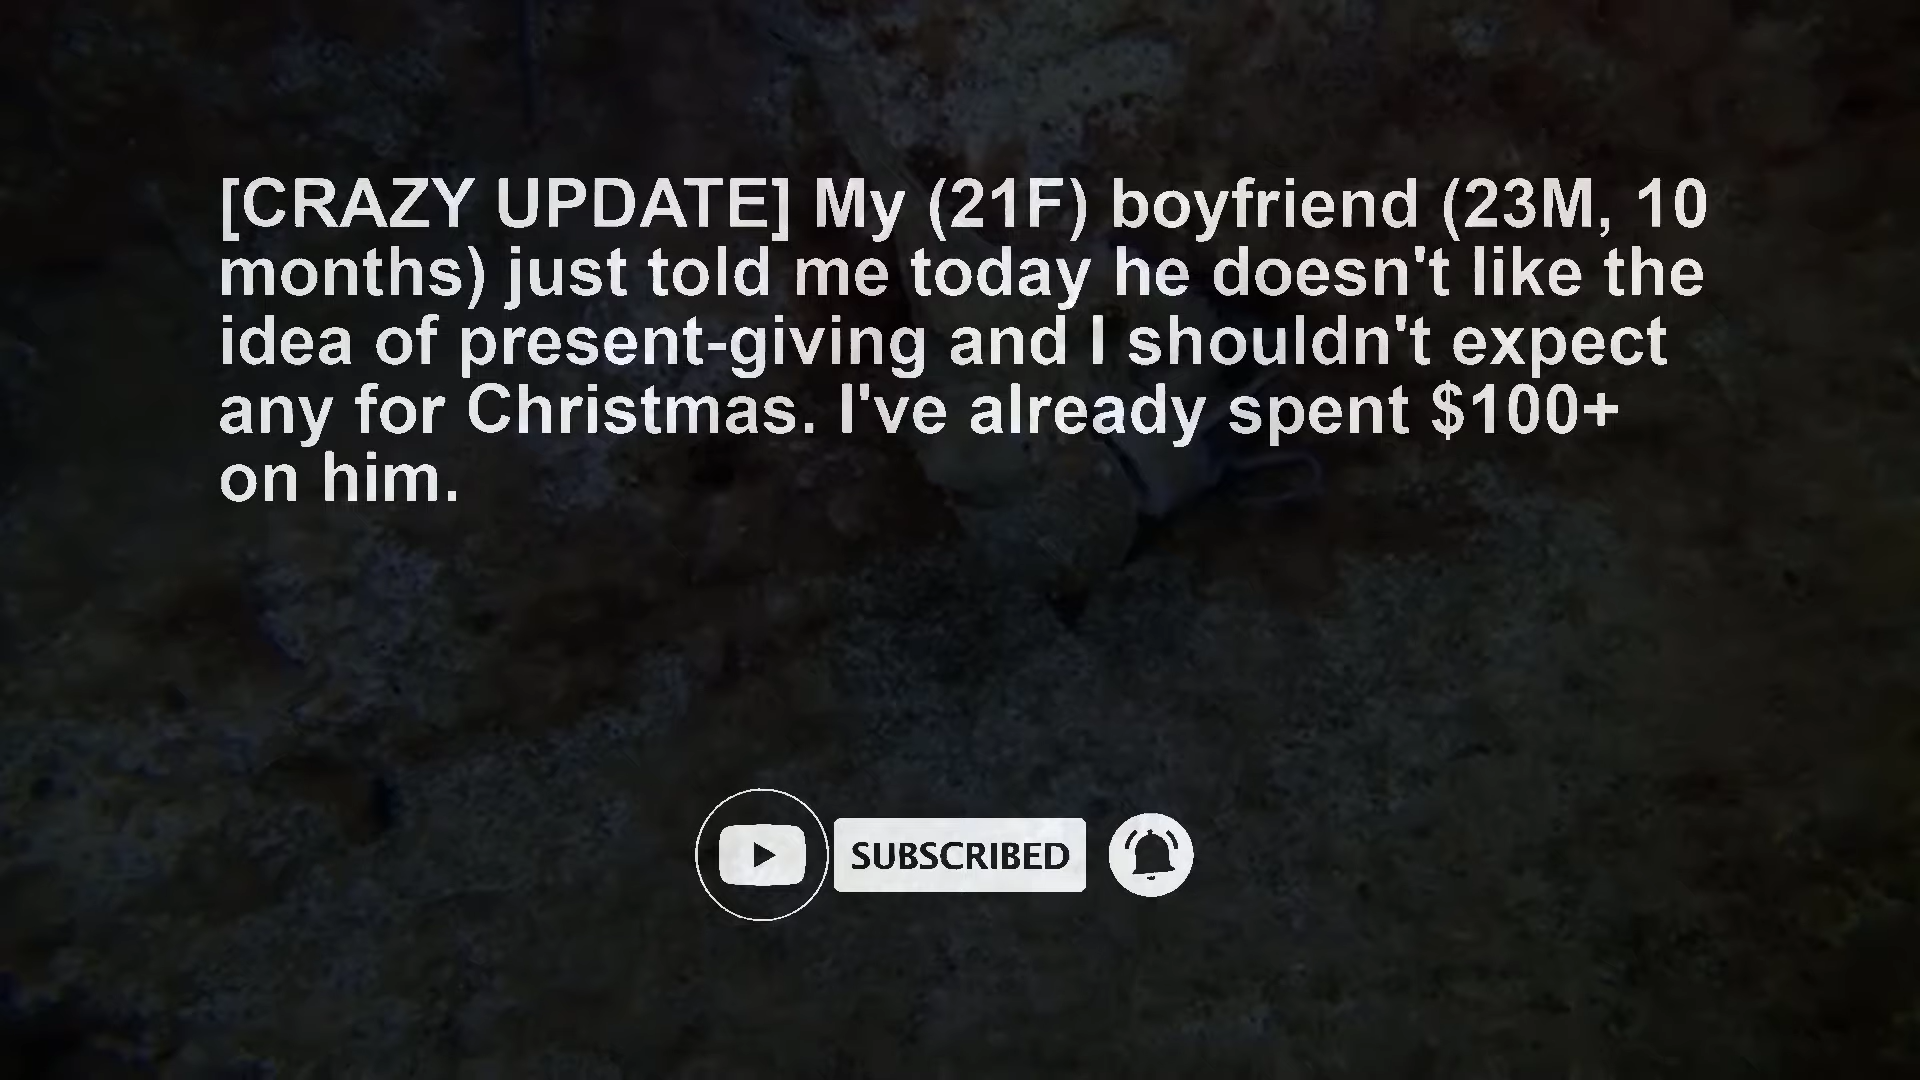 [CRAZY UPDATE] My (21F) boyfriend (23M, 10
months) just told me today he doesn't like the
idea of present-giving and I shouldn't expect
any for Christmas. I've already spent $100+
on him.
SUBSCRIBED